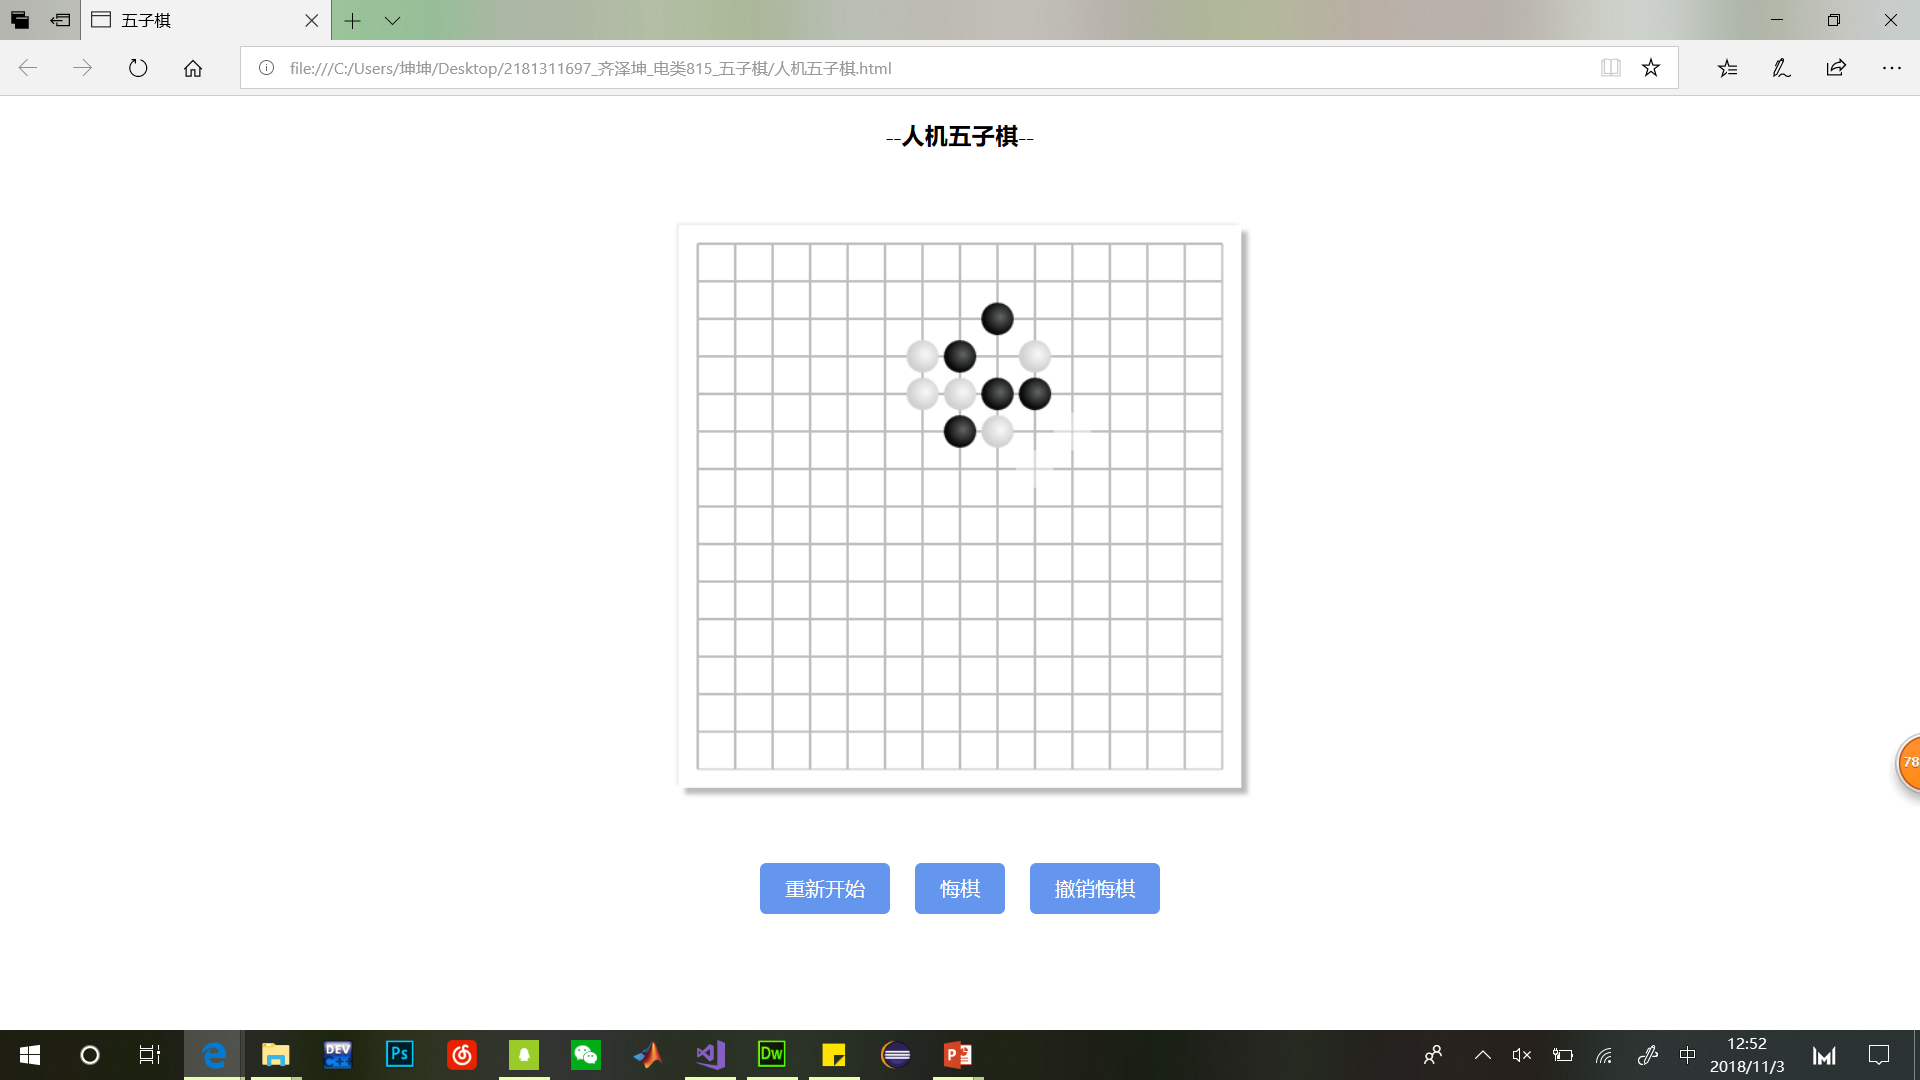 五子棋
file:///C:/Users/坤坤/Desktop/2181311697_齐泽坤_电类815_五子棋/人机五子棋.html
--人机五子棋--
78
重新开始 悔棋 撤销悔棋
DEV C++
Ps
Dw
P
中
12:52
2018/11/3